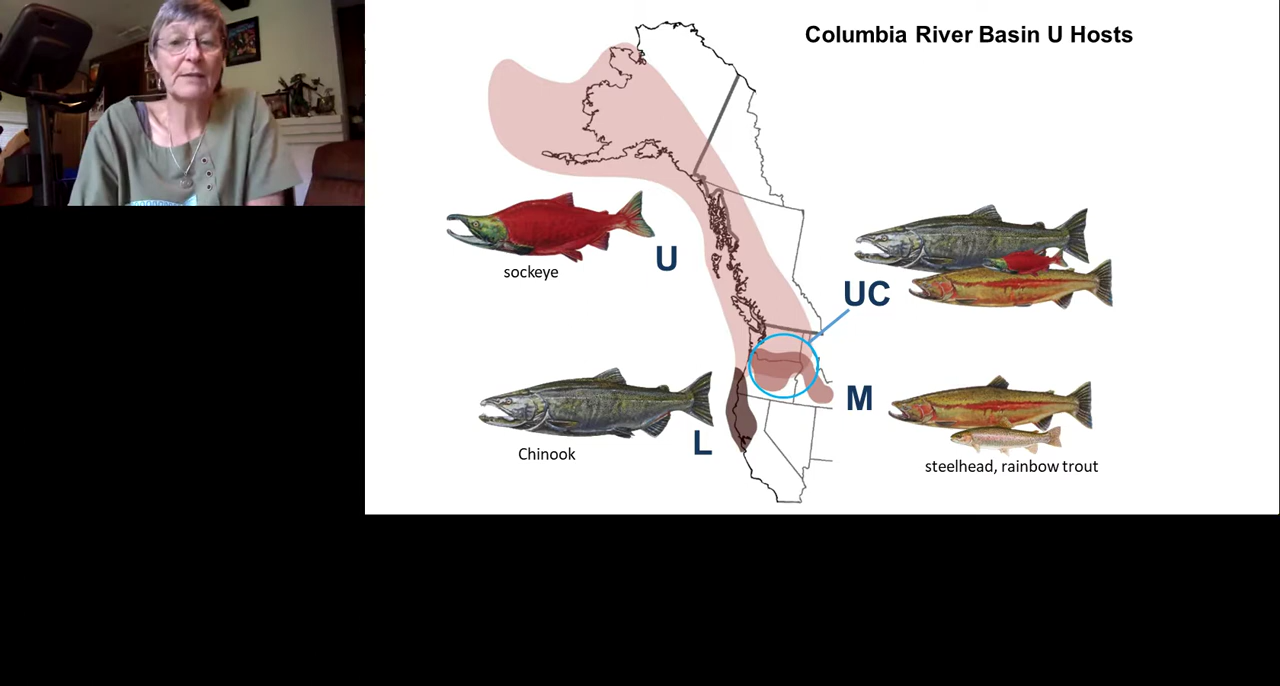 Columbia River Basin U Hosts
sockeye
U
UC
Chinook
L
M
steelhead, rainbow trout